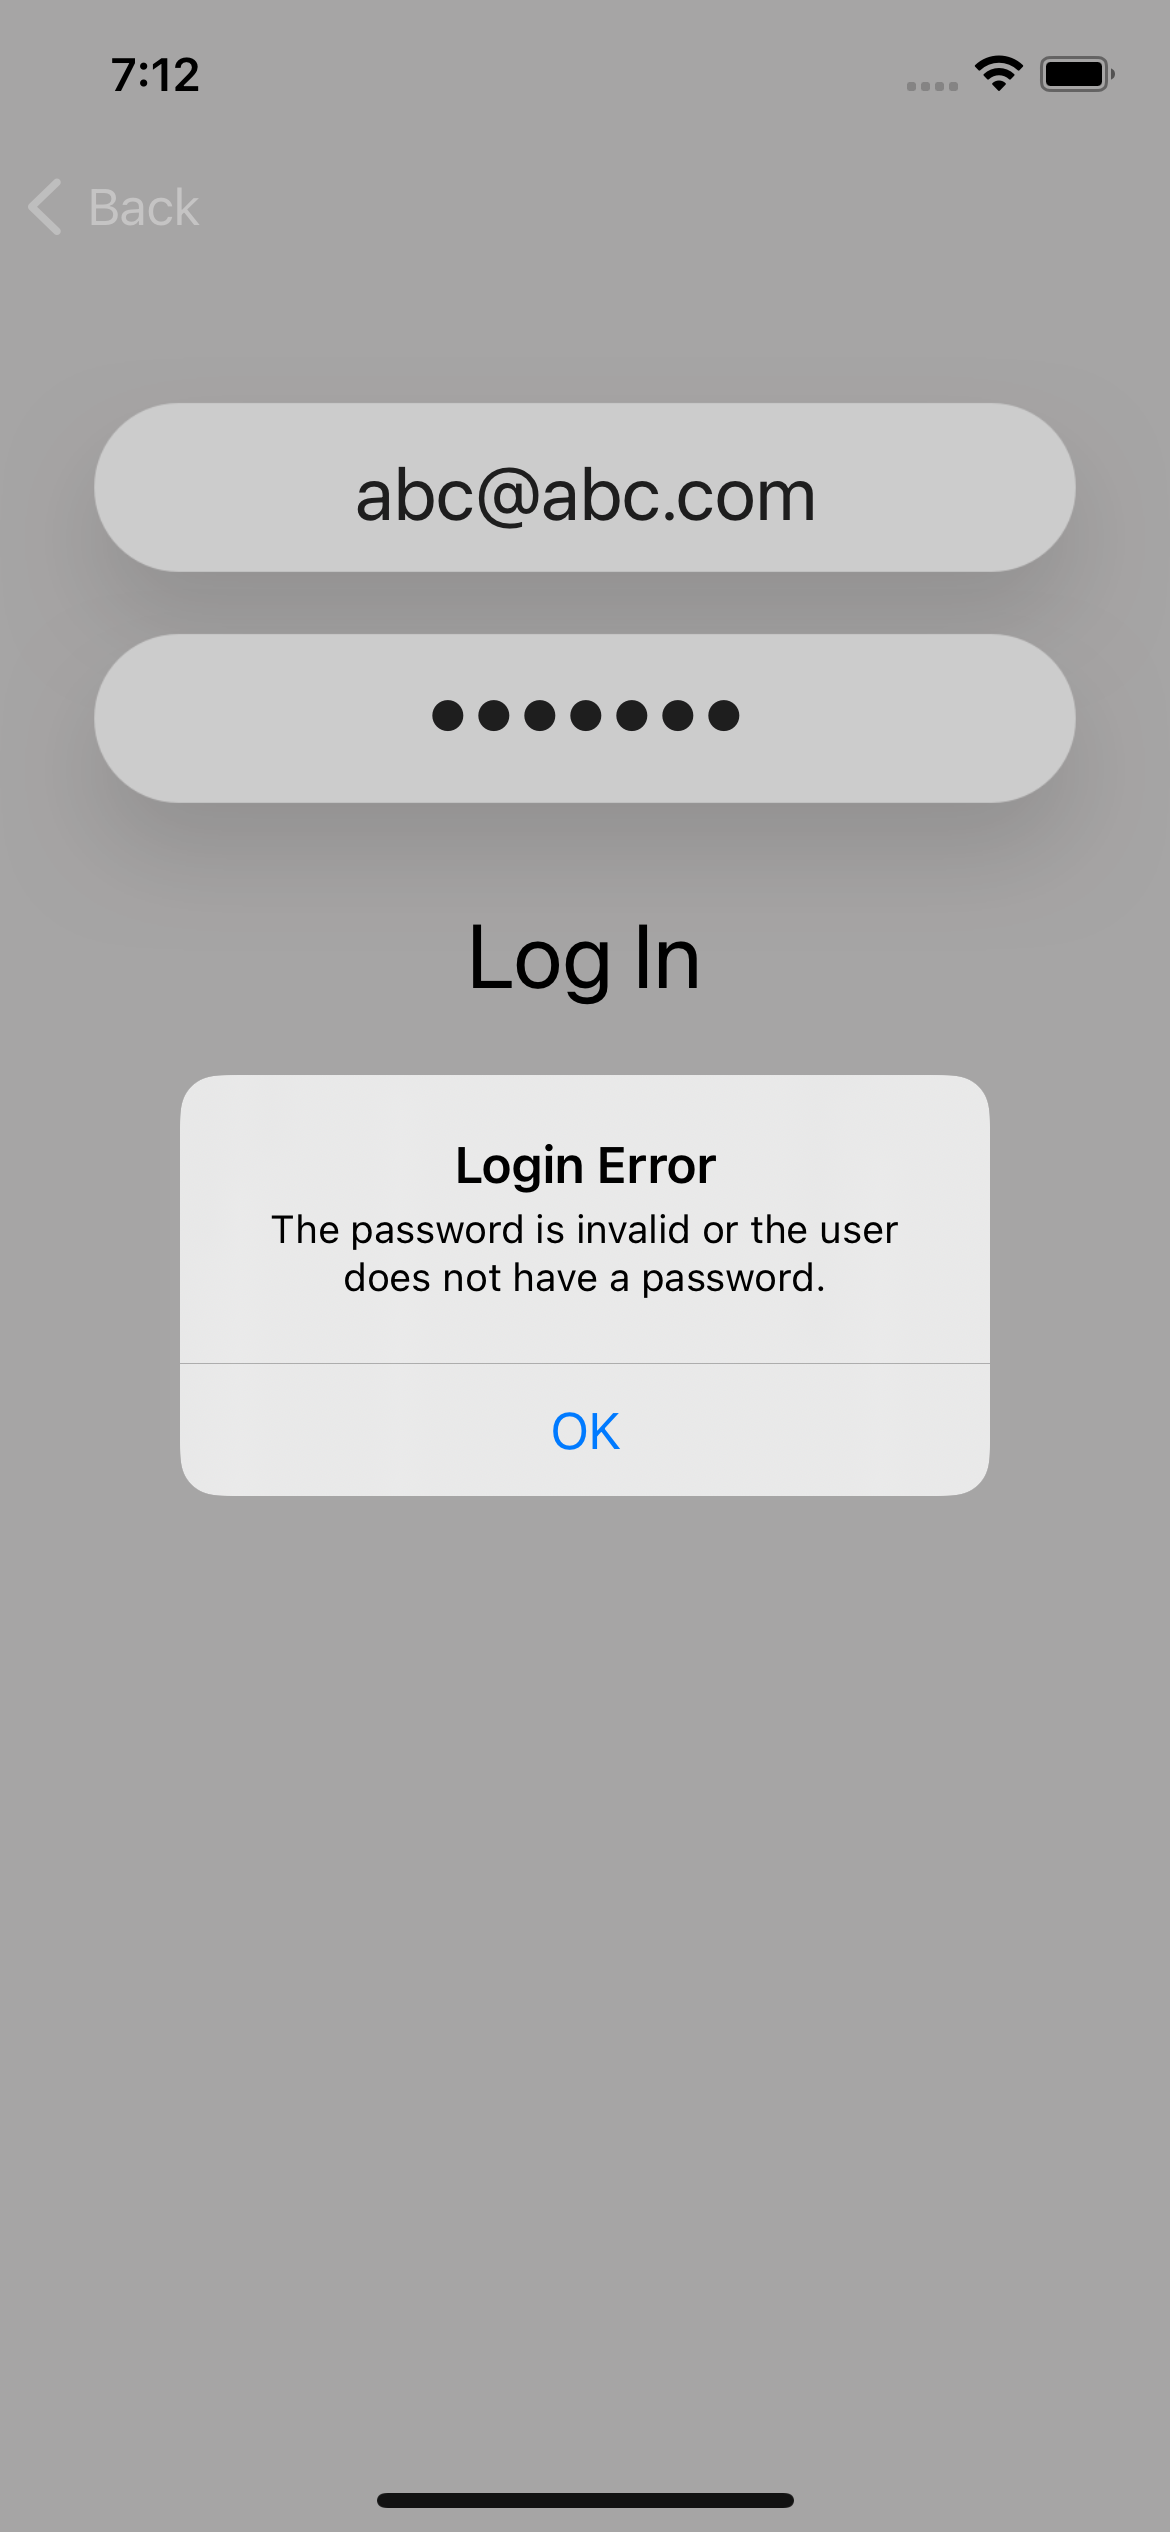 7:12
Back
abc@abc.com
•••••••
Log In
Login Error
The password is invalid or the user
does not have a password.
OK